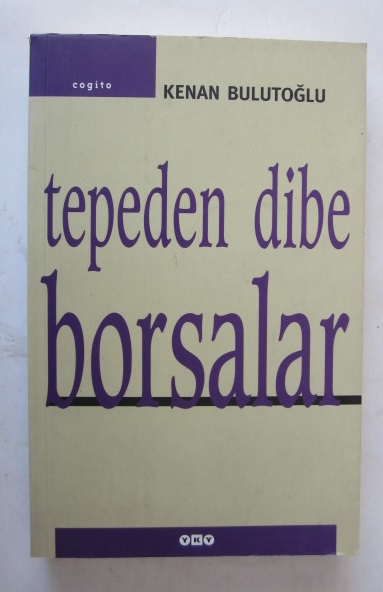 cogito
KENAN BULUTOĞLU
tepeden dibe
borsalar
YKY